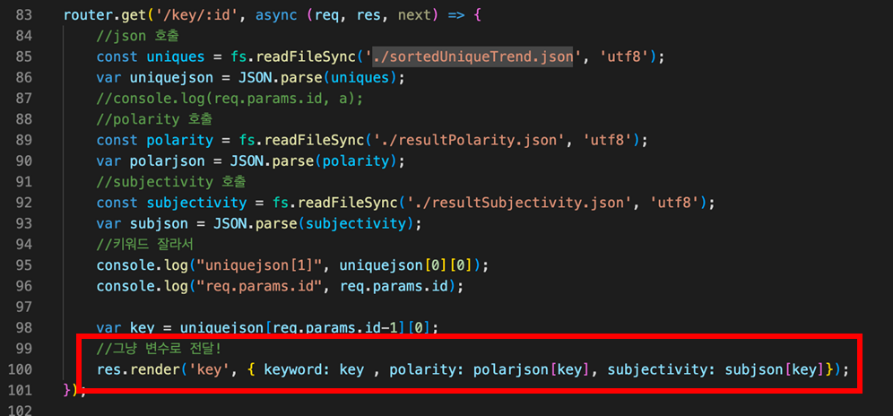 83 router.get('/key/:id', async (req, res, next) => {
84 //json 호출
85 const uniques = fs.readFileSync('./sortedUniqueTrend.json', 'utf8');
86 var uniquejson = JSON.parse(uniques);
87 //console.log(req.params.id, a);
88 //polarity 호출
89 const polarity = fs.readFileSync('./resultPolarity.json', 'utf8');
90 var polarjson = JSON.parse(polarity);
91 //subjectivity 호출
92 const subjectivity = fs.readFileSync('./resultSubjectivity.json', 'utf8');
93 var subjson = JSON.parse(subjectivity);
94 //키워드 잘라서
95 console.log("uniquejson[1]", uniquejson[0][0]);
96 console.log("req.params.id", req.params.id);
97
98 var key = uniquejson[req.params.id-1][0];
99 //그냥 변수로 전달!
100 res.render('key', { keyword: key , polarity: polarjson[key], subjectivity: subjson[key]});
101 });
102